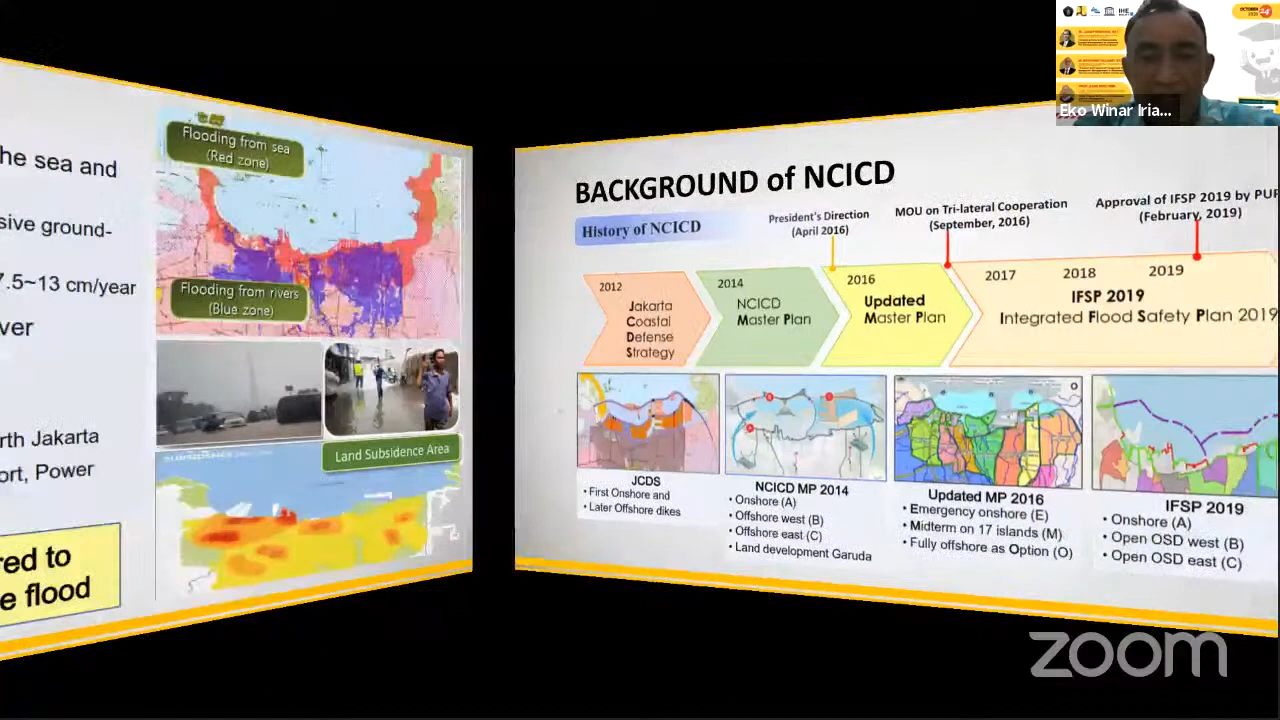 he sea and
sive ground-
7.5~13 cm/year
ver
rth Jakarta
ort, Power
red to
e flood
Flooding from sea
(Red zone)
Flooding from rivers
(Blue zone)
Land Subsidence Area
BACKGROUND of NCICD
History of NCICD
President's Direction
(April 2016)
MOU on Tri-lateral Cooperation
(September, 2016)
Approval of IFSP 2019 by PUP
(February, 2019)
2012
Jakarta
Coastal
Defense
Strategy
2014
NCICD
Master Plan
2016
Updated
Master Plan
2017 2018 2019
IFSP 2019
Integrated Flood Safety Plan 2019
JCDS
• First Onshore and
• Later Offshore dikes
NCICD MP 2014
• Onshore (A)
• Offshore west (B)
• Offshore east (C)
• Land development Garuda
Updated MP 2016
• Emergency onshore (E)
• Midterm on 17 islands (M)
• Fully offshore as Option (O)
IFSP 2019
• Onshore (A)
• Open OSD west (B)
• Open OSD east (C)
IHE
OCTOBER
24
Eko Winar Iria...
zoom